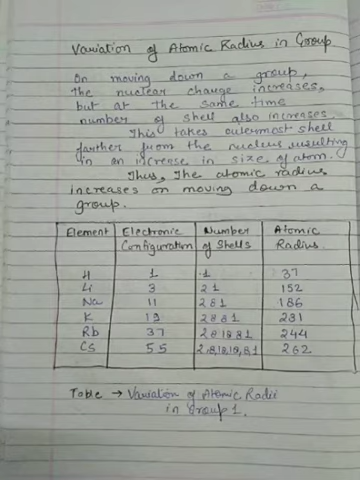 Variation of Atomic Radius in Group
On moving down a group,
the nuclear charge increases,
but at the same time
number of shell also increases.
This takes outermost shell
farther from the nucleus resulting
in an increase in size of atom.
Thus, The atomic radius
increases on moving down a
group.
Element Electronic Configuration Number of Shells Atomic Radius
H 1 1 37
Li 3 2 1 152
Na 11 2 8 1 186
K 19 2 8 8 1 231
Rb 37 2 8 18 8 1 244
Cs 55 2,8,18,18,8 1 262
Table → Variation of Atomic Radii
in Group 1.